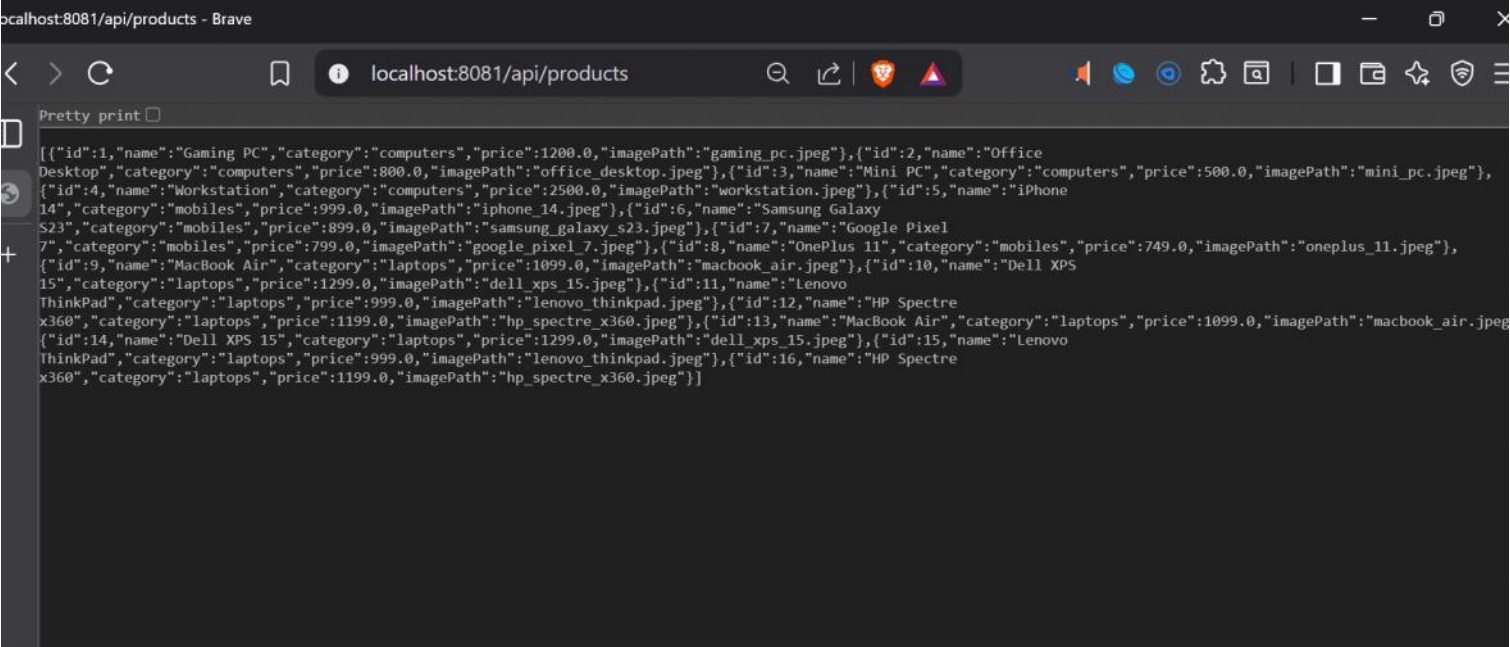 ocalhost:8081/api/products - Brave
localhost:8081/api/products
Pretty print
[{"id":1,"name":"Gaming PC","category":"computers","price":1200.0,"imagePath":"gaming_pc.jpeg"},{"id":2,"name":"Office
Desktop","category":"computers","price":800.0,"imagePath":"office_desktop.jpeg"},{"id":3,"name":"Mini PC","category":"computers","price":500.0,"imagePath":"mini_pc.jpeg"},
{"id":4,"name":"Workstation","category":"computers","price":2500.0,"imagePath":"workstation.jpeg"},{"id":5,"name":"iPhone
14","category":"mobiles","price":999.0,"imagePath":"iphone_14.jpeg"},{"id":6,"name":"Samsung Galaxy
S23","category":"mobiles","price":899.0,"imagePath":"samsung_galaxy_s23.jpeg"},{"id":7,"name":"Google Pixel
7","category":"mobiles","price":799.0,"imagePath":"google_pixel_7.jpeg"},{"id":8,"name":"OnePlus 11","category":"mobiles","price":749.0,"imagePath":"oneplus_11.jpeg"},
{"id":9,"name":"MacBook Air","category":"laptops","price":1099.0,"imagePath":"macbook_air.jpeg"},{"id":10,"name":"Dell XPS
15","category":"laptops","price":1299.0,"imagePath":"dell_xps_15.jpeg"},{"id":11,"name":"Lenovo
ThinkPad","category":"laptops","price":999.0,"imagePath":"lenovo_thinkpad.jpeg"},{"id":12,"name":"HP Spectre
x360","category":"laptops","price":1199.0,"imagePath":"hp_spectre_x360.jpeg"},{"id":13,"name":"MacBook Air","category":"laptops","price":1099.0,"imagePath":"macbook_air.jpeg
{"id":14,"name":"Dell XPS 15","category":"laptops","price":1299.0,"imagePath":"dell_xps_15.jpeg"},{"id":15,"name":"Lenovo
ThinkPad","category":"laptops","price":999.0,"imagePath":"lenovo_thinkpad.jpeg"},{"id":16,"name":"HP Spectre
x360","category":"laptops","price":1199.0,"imagePath":"hp_spectre_x360.jpeg"}]